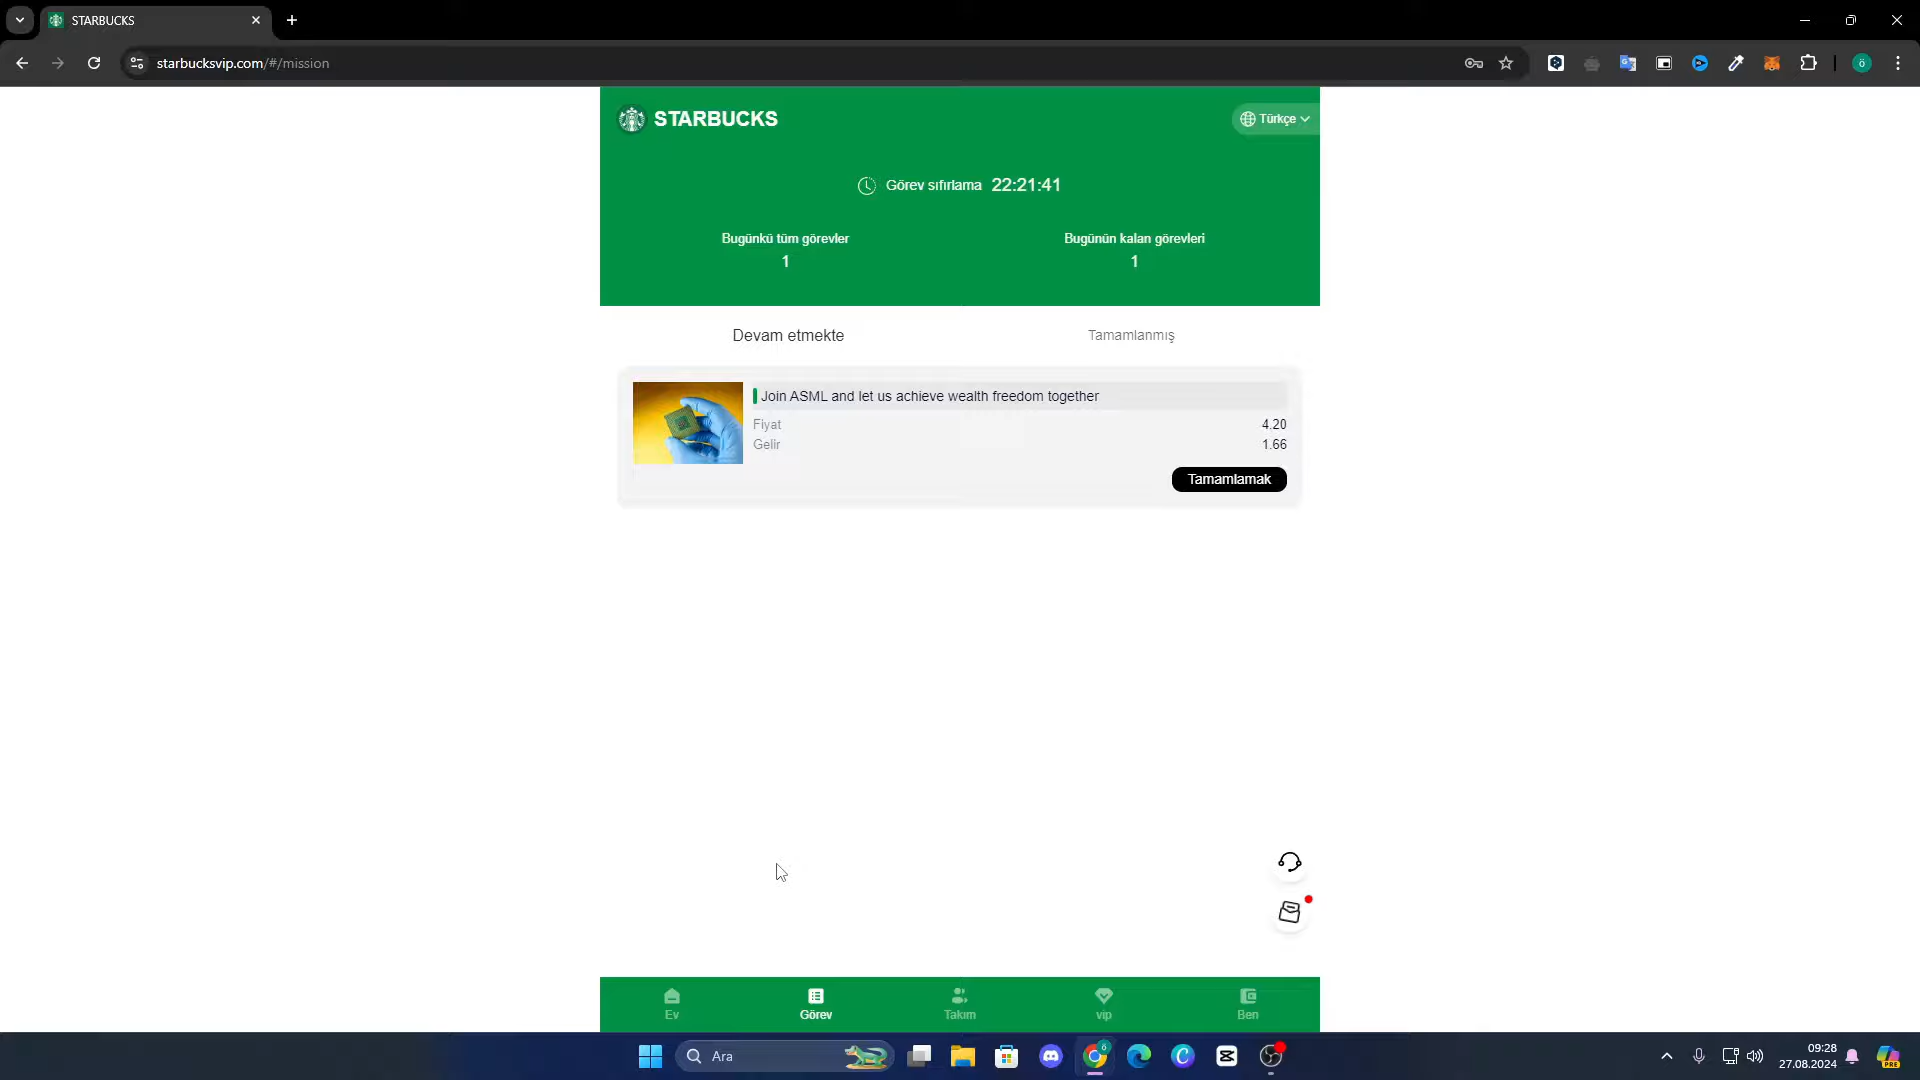 STARBUCKS
starbucksvip.com/#/mission
ö
STARBUCKS
Türkçe
Görev sıfırlama 22:21:41
Bugünkü tüm görevler
1
Bugünün kalan görevleri
1
Devam etmekte
Tamamlanmış
Join ASML and let us achieve wealth freedom together
Fiyat 4.20
Gelir 1.66
Tamamlamak
Ev
Görev
Takım
vip
Ben
Ara
ö
09:28
27.08.2024
PRE